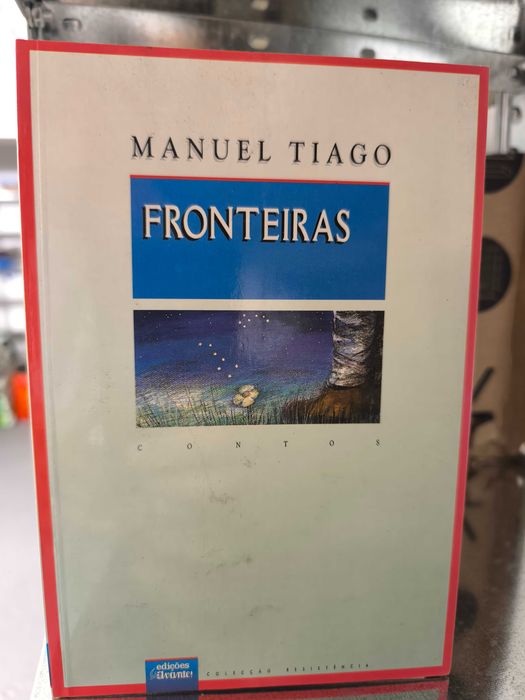 MANUEL TIAGO
FRONTEIRAS
CONTOS
edições
Avante!
COLECÇÃO RESISTÊNCIA